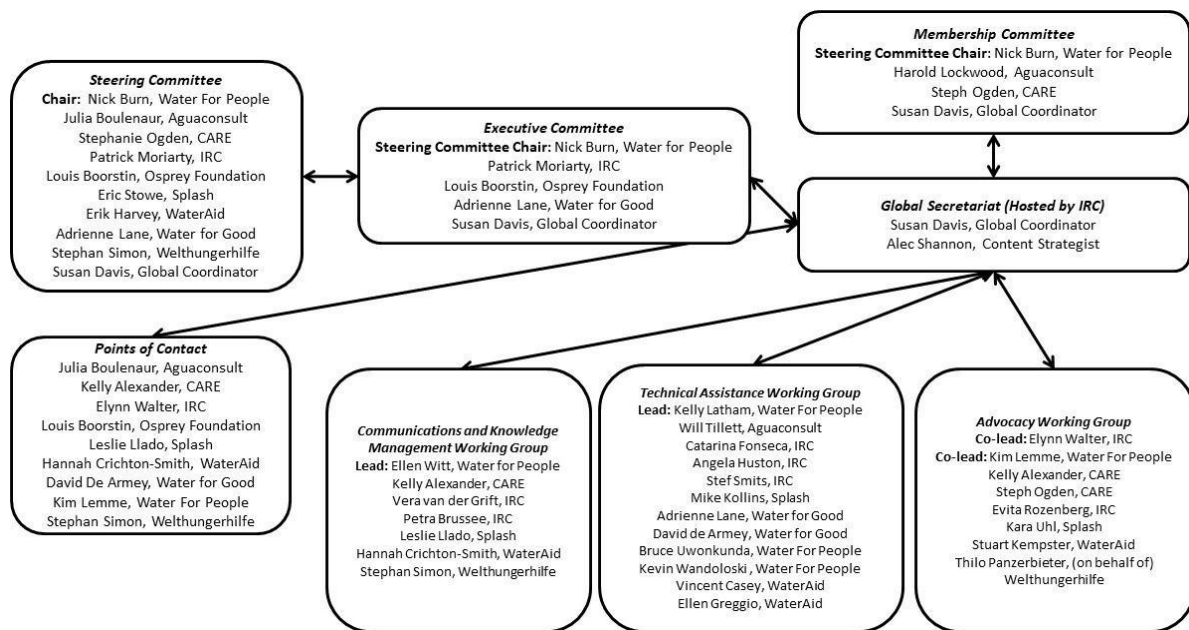 Membership Committee
Steering Committee Chair: Nick Burn, Water for People
Harold Lockwood, Aguaconsult
Steph Ogden, CARE
Susan Davis, Global Coordinator
Steering Committee
Chair: Nick Burn, Water For People
Julia Boulenaur, Aguaconsult
Stephanie Ogden, CARE
Patrick Moriarty, IRC
Louis Boorstin, Osprey Foundation
Eric Stowe, Splash
Erik Harvey, WaterAid
Adrienne Lane, Water for Good
Stephan Simon, Welthungerhilfe
Susan Davis, Global Coordinator
Executive Committee
Steering Committee Chair: Nick Burn, Water for People
Patrick Moriarty, IRC
Louis Boorstin, Osprey Foundation
Adrienne Lane, Water for Good
Susan Davis, Global Coordinator
Global Secretariat (Hosted by IRC)
Susan Davis, Global Coordinator
Alec Shannon, Content Strategist
Points of Contact
Julia Boulenaur, Aguaconsult
Kelly Alexander, CARE
Elynn Walter, IRC
Louis Boorstin, Osprey Foundation
Leslie Llado, Splash
Hannah Crichton-Smith, WaterAid
David De Armey, Water for Good
Kim Lemme, Water For People
Stephan Simon, Welthungerhilfe
Communications and Knowledge
Management Working Group
Lead: Ellen Witt, Water for People
Kelly Alexander, CARE
Vera van der Grift, IRC
Petra Brussee, IRC
Leslie Llado, Splash
Hannah Crichton-Smith, WaterAid
Stephan Simon, Welthungerhilfe
Technical Assistance Working Group
Lead: Kelly Latham, Water For People
Will Tillett, Aguaconsult
Catarina Fonseca, IRC
Angela Huston, IRC
Stef Smits, IRC
Mike Kollins, Splash
Adrienne Lane, Water for Good
David de Armey, Water for Good
Bruce Uwonkunda, Water For People
Kevin Wandoloski , Water For People
Vincent Casey, WaterAid
Ellen Greggio, WaterAid
Advocacy Working Group
Co-lead: Elynn Walter, IRC
Co-lead: Kim Lemme, Water For People
Kelly Alexander, CARE
Steph Ogden, CARE
Evita Rozenberg, IRC
Kara Uhl, Splash
Stuart Kempster, WaterAid
Thilo Panzerbieter, (on behalf of)
Welthungerhilfe